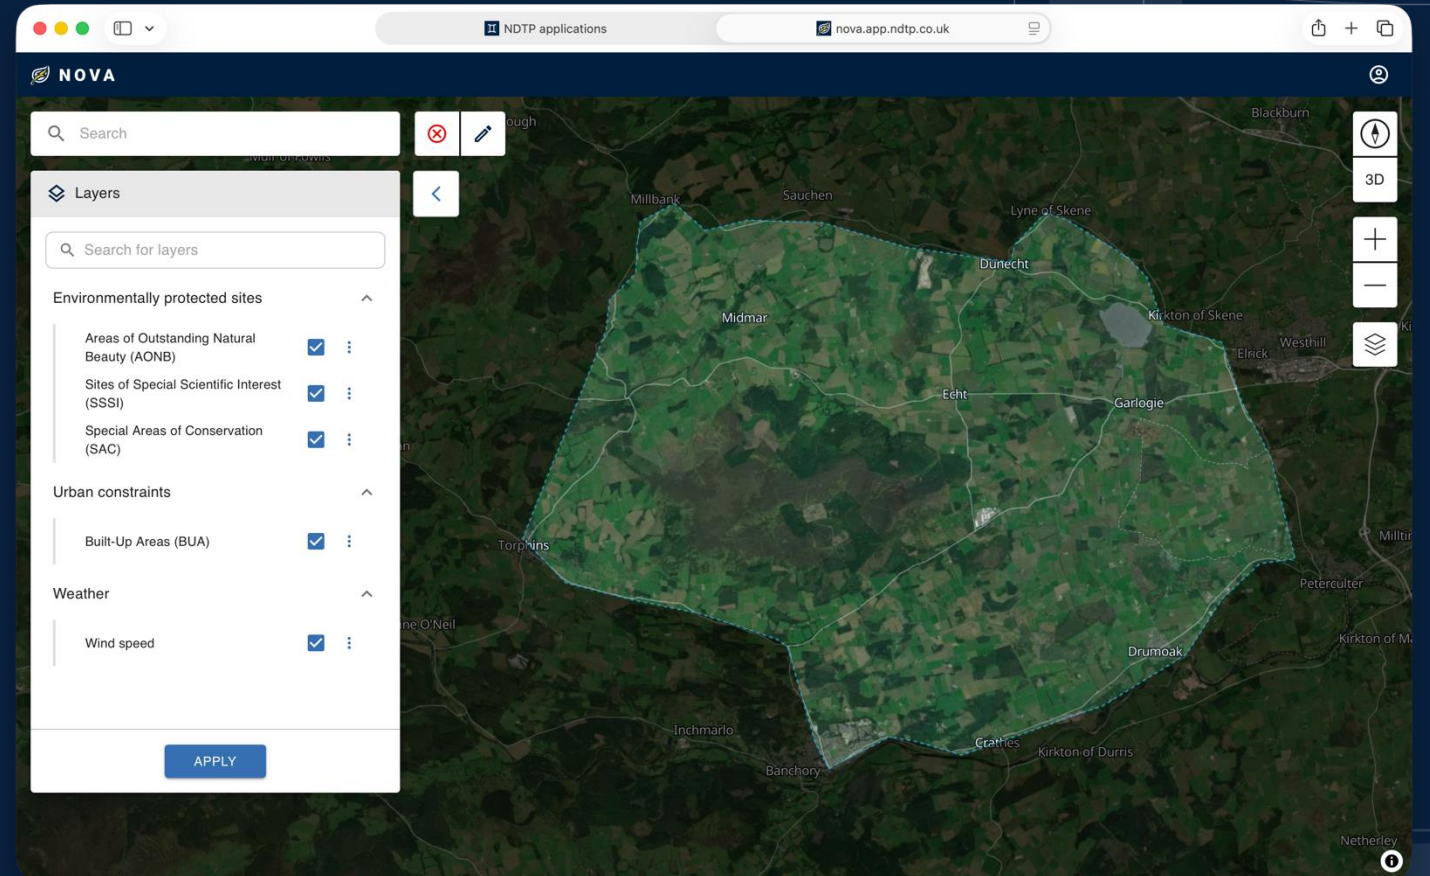 NDTP applications
nova.app.ndtp.co.uk
NOVA
Search
Layers
Search for layers
Environmentally protected sites
Areas of Outstanding Natural
Beauty (AONB)
Sites of Special Scientific Interest
(SSSI)
Special Areas of Conservation
(SAC)
Urban constraints
Built-Up Areas (BUA)
Weather
Wind speed
APPLY
Blackburn
3D
Millbank
Sauchen
Lyne of Skene
Dunecht
Midmar
Kirkton of Skene
Westhill
Elrick
Echt
Garlogie
Torphins
Peterculter
Kirkton of
Drumoak
Inchmarlo
Crathes
Kirkton of Durris
Banchory
Netherley